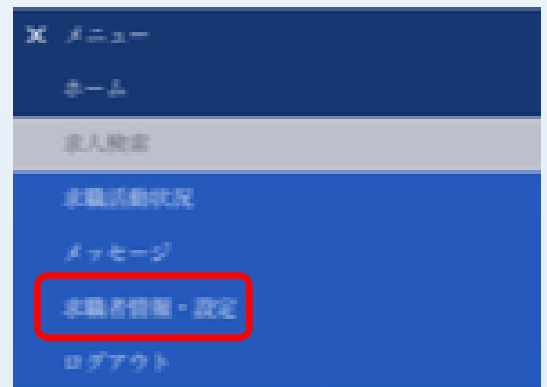 × メニュー
ホーム
求人検索
求職活動状況
メッセージ
求職者情報・設定
ログアウト